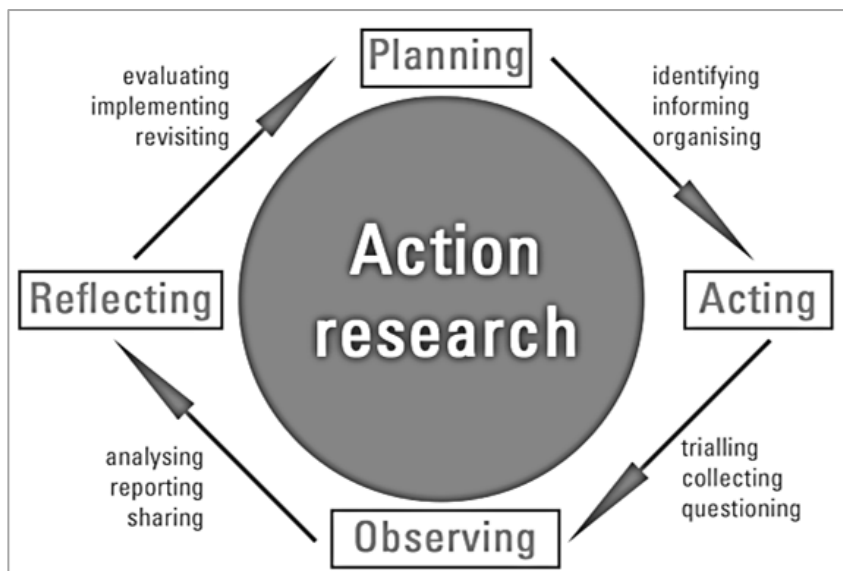 Planning
identifying
informing
organising
Acting
trialling
collecting
questioning
Observing
analysing
reporting
sharing
Reflecting
evaluating
implementing
revisiting
Action
research